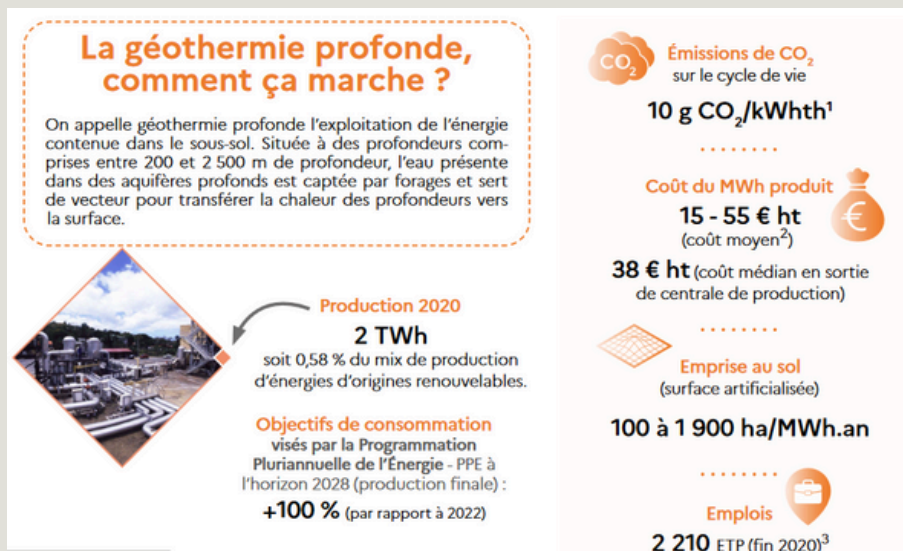 La géothermie profonde,
comment ça marche ?
On appelle géothermie profonde l'exploitation de l'énergie
contenue dans le sous-sol. Située à des profondeurs com-
prises entre 200 et 2 500 m de profondeur, l'eau présente
dans des aquifères profonds est captée par forages et sert
de vecteur pour transférer la chaleur des profondeurs vers
la surface.
Production 2020
2 TWh
soit 0,58 % du mix de production
d'énergies d'origines renouvelables.
Objectifs de consommation
visés par la Programmation
Pluriannuelle de l'Énergie - PPE à
l'horizon 2028 (production finale) :
+100 % (par rapport à 2022)
CO₂
Émissions de CO₂
sur le cycle de vie
10 g CO₂/kWhth¹
Coût du MWh produit
€
15 - 55 € ht
(coût moyen²)
38 € ht (coût médian en sortie
de centrale de production)
Emprise au sol
(surface artificialisée)
100 à 1 900 ha/MWh.an
Emplois
2 210 ETP (fin 2020)³